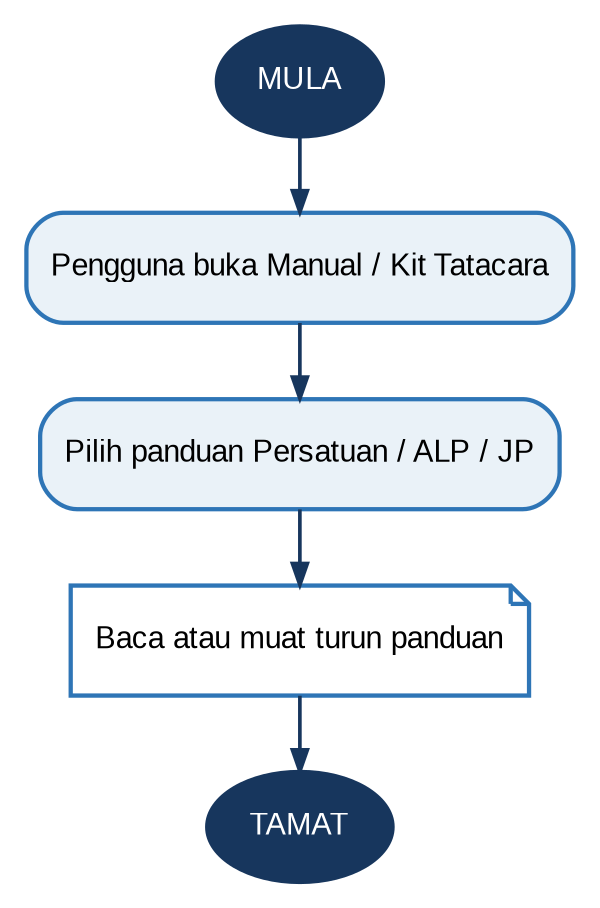 MULA
Pengguna buka Manual / Kit Tatacara
Pilih panduan Persatuan / ALP / JP
Baca atau muat turun panduan
TAMAT